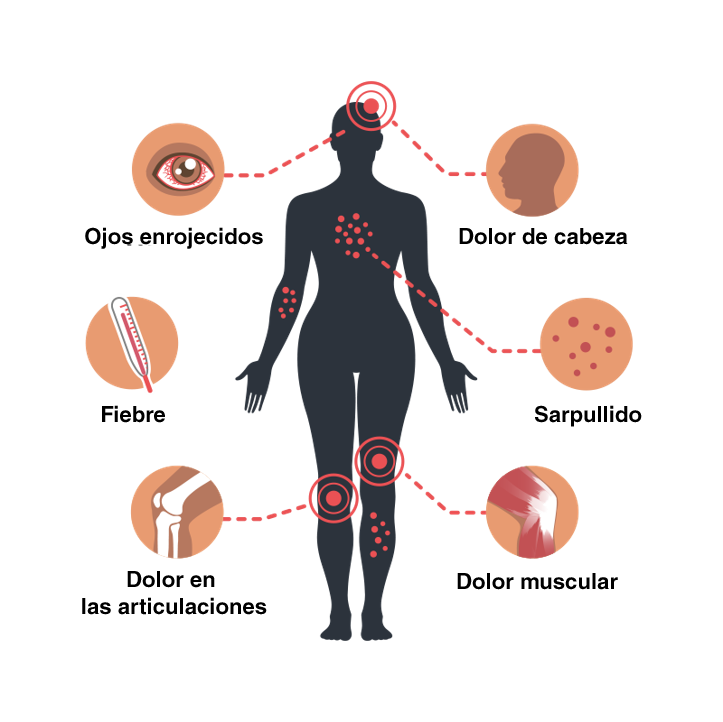 Ojos enrojecidos
Dolor de cabeza
Fiebre
Sarpullido
Dolor en
las articulaciones
Dolor muscular